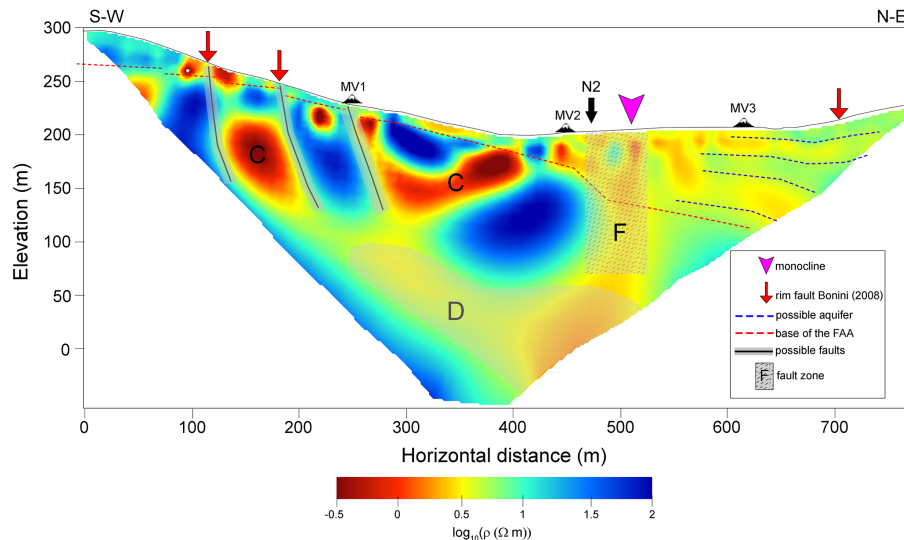 S-W
N-E
300
250
200
150
100
50
0
Elevation (m)
MV1
N2
MV2
MV3
C
C
F
D
monocline
rim fault Bonini (2008)
possible aquifer
base of the FAA
possible faults
F fault zone
0 100 200 300 400 500 600 700
Horizontal distance (m)
-0.5 0 0.5 1 1.5 2
log₁₀(ρ (Ω m))